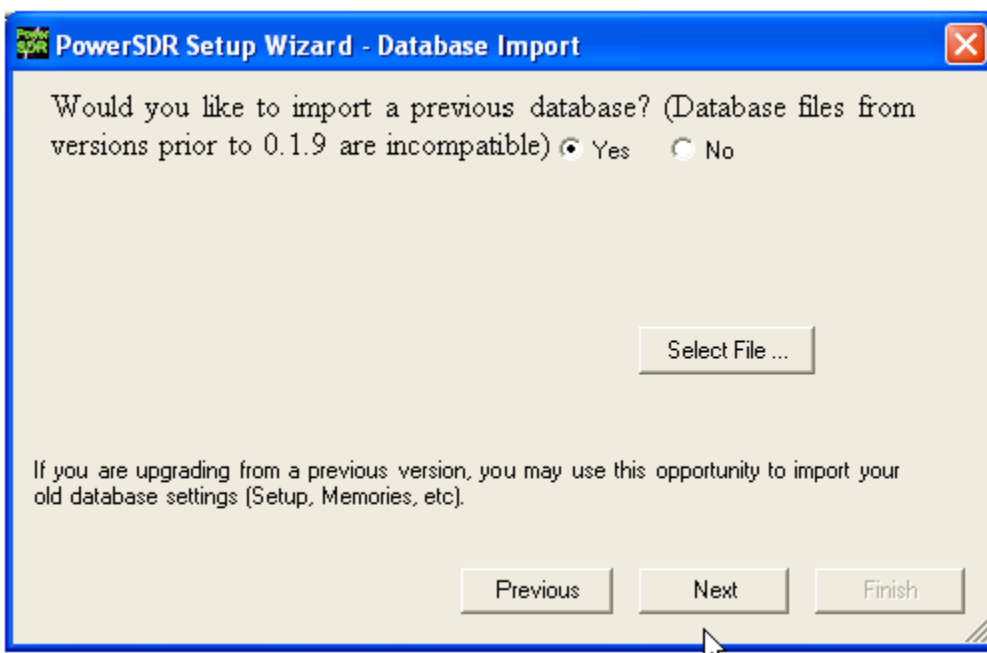 Power SDR PowerSDR Setup Wizard - Database Import
Would you like to import a previous database? (Database files from
versions prior to 0.1.9 are incompatible) Yes No
Select File ...
If you are upgrading from a previous version, you may use this opportunity to import your
old database settings (Setup, Memories, etc).
Previous Next Finish